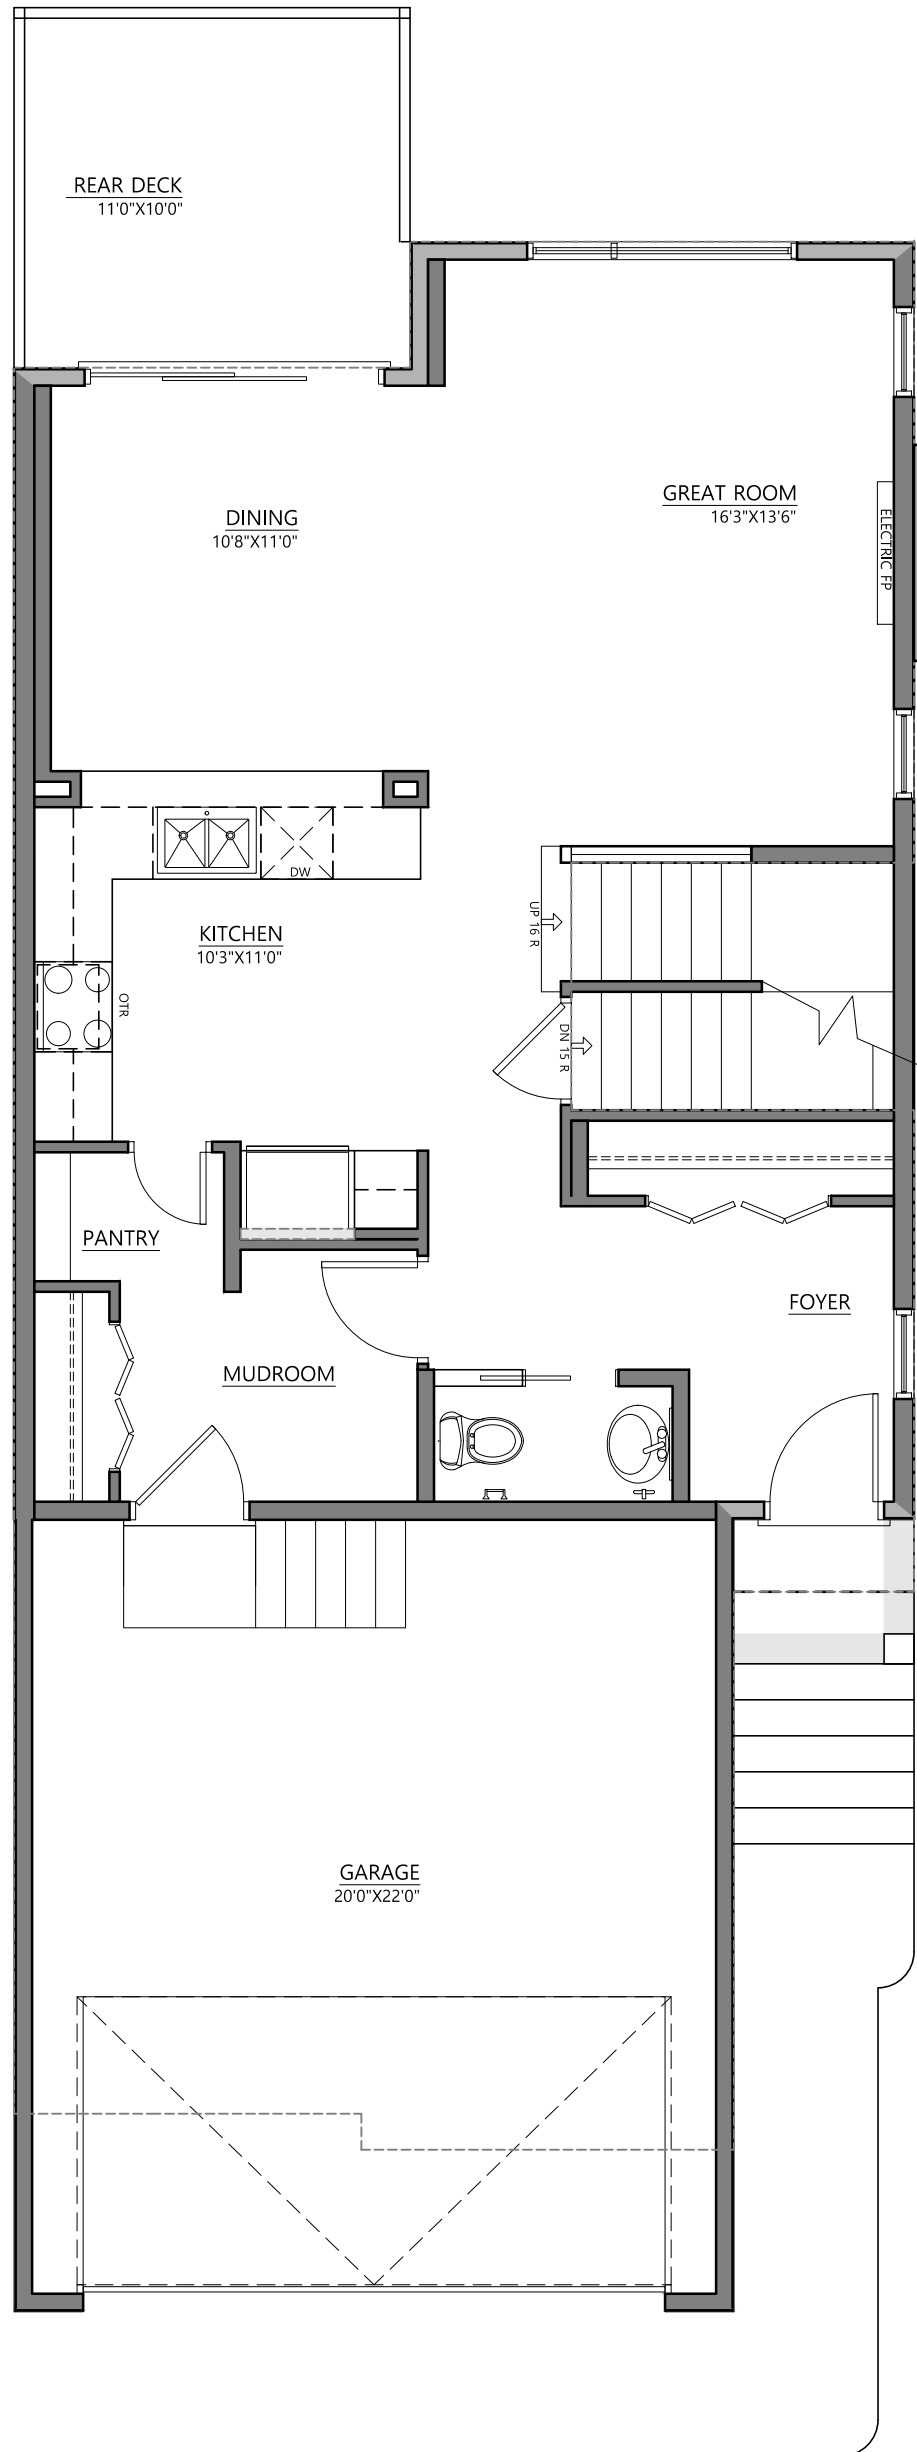 REAR DECK
11'0"X10'0"
GREAT ROOM
16'3"X13'6"
ELECTRIC FP
DINING
10'8"X11'0"
DW
UP 16 R
KITCHEN
10'3"X11'0"
OTR
DN 15 R
PANTRY
FOYER
MUDROOM
GARAGE
20'0"X22'0"